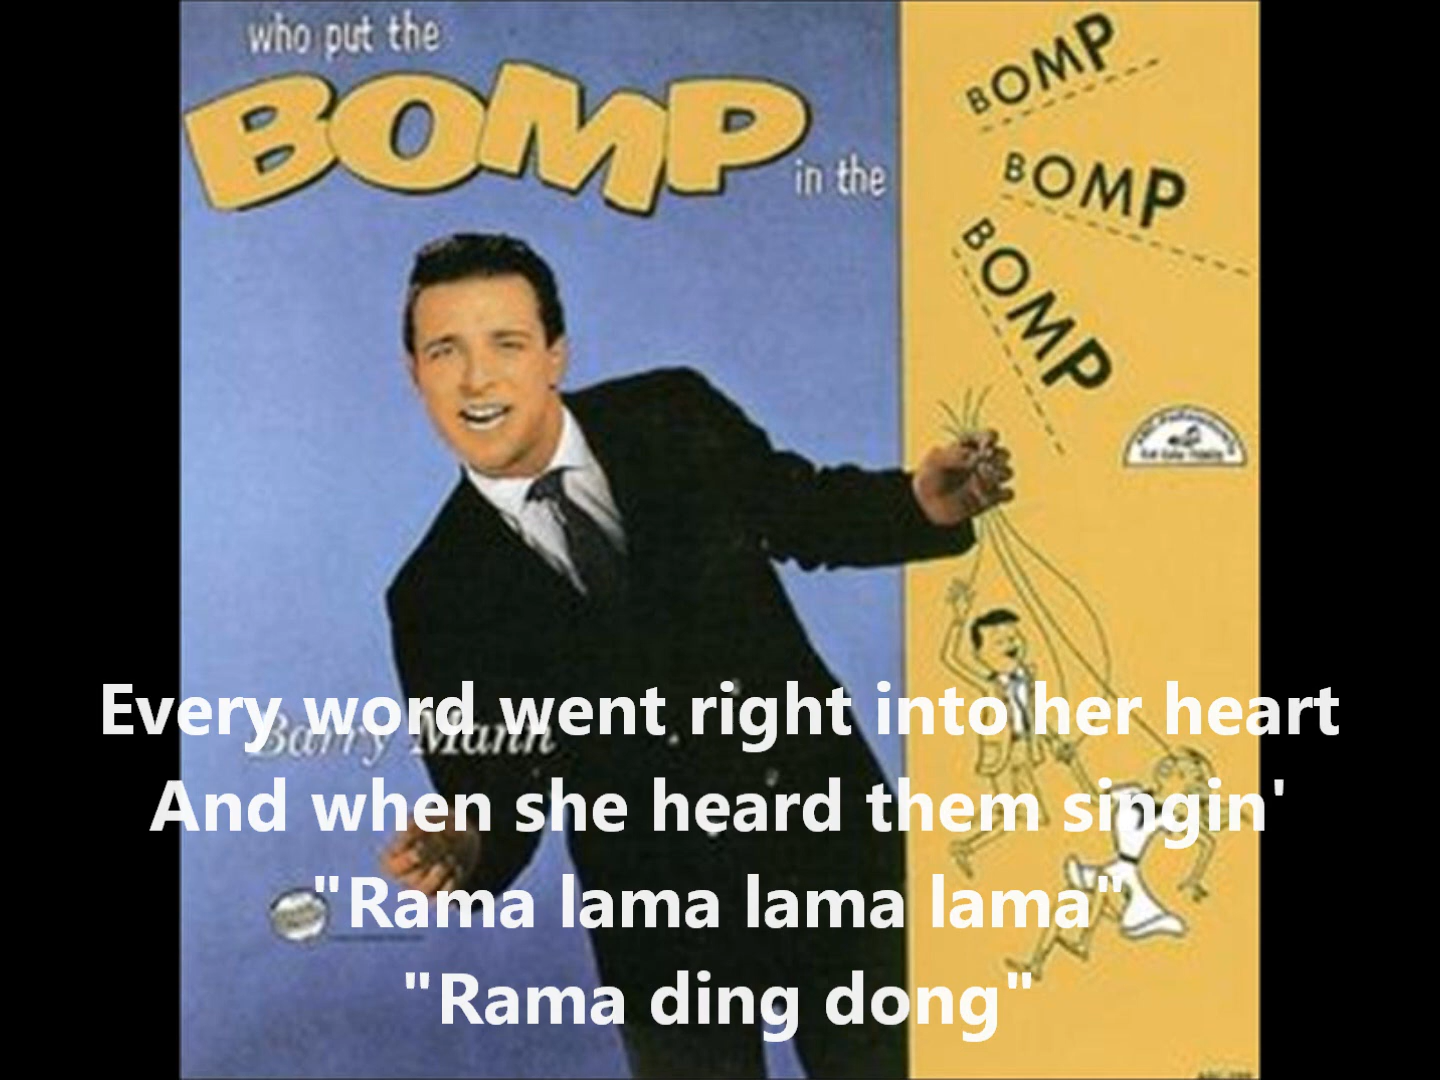 who put the
BOMP
in the
BOMP
BOMP
BOMP
Every word went right into her heart
Barry Mann
And when she heard them singin'
"Rama lama lama lama"
"Rama ding dong"